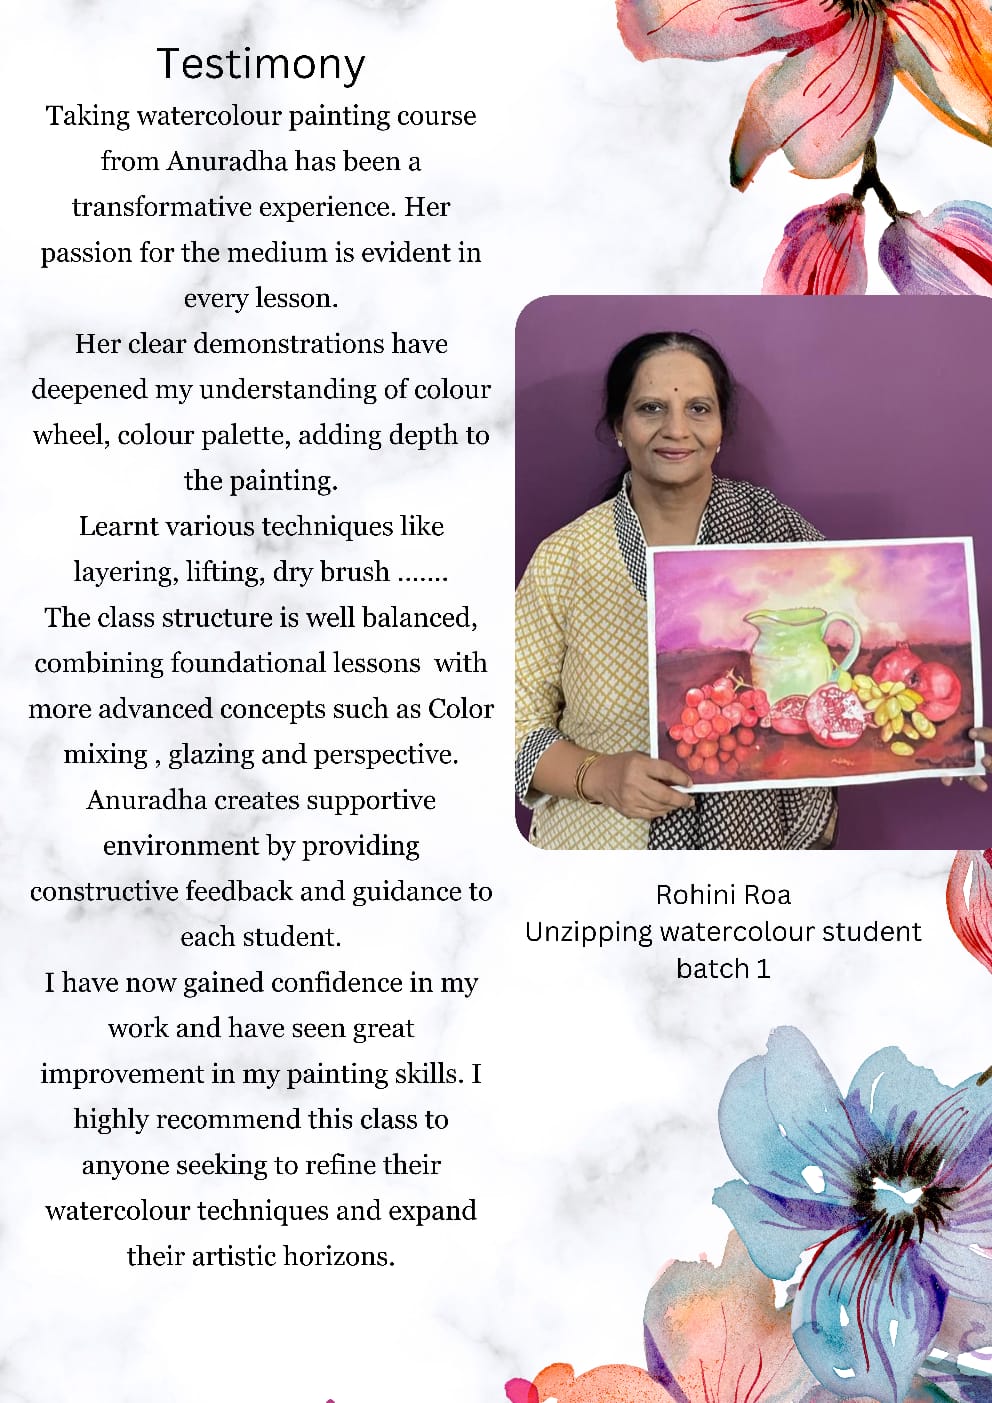 Testimony
Taking watercolour painting course
from Anuradha has been a
transformative experience. Her
passion for the medium is evident in
every lesson.
Her clear demonstrations have
deepened my understanding of colour
wheel, colour palette, adding depth to
the painting.
Learnt various techniques like
layering, lifting, dry brush .......
The class structure is well balanced,
combining foundational lessons  with
more advanced concepts such as Color
mixing , glazing and perspective.
Anuradha creates supportive
environment by providing
constructive feedback and guidance to
each student.
I have now gained confidence in my
work and have seen great
improvement in my painting skills. I
highly recommend this class to
anyone seeking to refine their
watercolour techniques and expand
their artistic horizons.
Rohini Roa
Unzipping watercolour student
batch 1